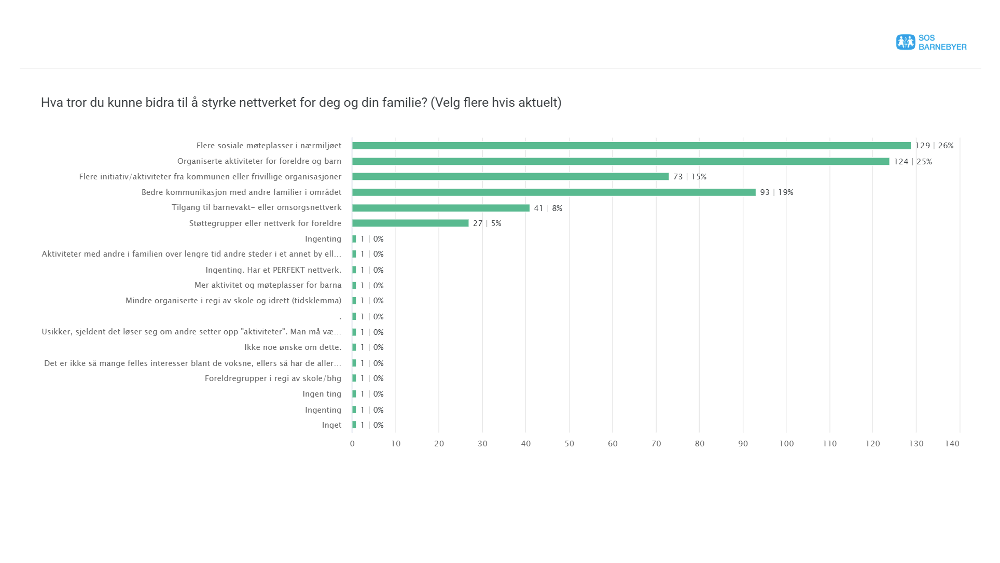 SOS
BARNEBYER
Hva tror du kunne bidra til å styrke nettverket for deg og din familie? (Velg flere hvis aktuelt)
Flere sosiale møteplasser i nærmiljøet 129 | 26%
Organiserte aktiviteter for foreldre og barn 124 | 25%
Flere initiativ/aktiviteter fra kommunen eller frivillige organisasjoner 73 | 15%
Bedre kommunikasjon med andre familier i området 93 | 19%
Tilgang til barnevakt- eller omsorgsnettverk 41 | 8%
Støttegrupper eller nettverk for foreldre 27 | 5%
Ingenting 1 | 0%
Aktiviteter med andre i familien over lengre tid andre steder i et annet by ell... 1 | 0%
Ingenting. Har et PERFEKT nettverk. 1 | 0%
Mer aktivitet og møteplasser for barna 1 | 0%
Mindre organiserte i regi av skole og idrett (tidsklemma) 1 | 0%
. 1 | 0%
Usikker, sjeldent det løser seg om andre setter opp "aktiviteter". Man må væ... 1 | 0%
Ikke noe ønske om dette. 1 | 0%
Det er ikke så mange felles interesser blant de voksne, ellers så har de aller... 1 | 0%
Foreldregrupper i regi av skole/bhg 1 | 0%
Ingen ting 1 | 0%
Ingenting 1 | 0%
Inget 1 | 0%
0 10 20 30 40 50 60 70 80 90 100 110 120 130 140